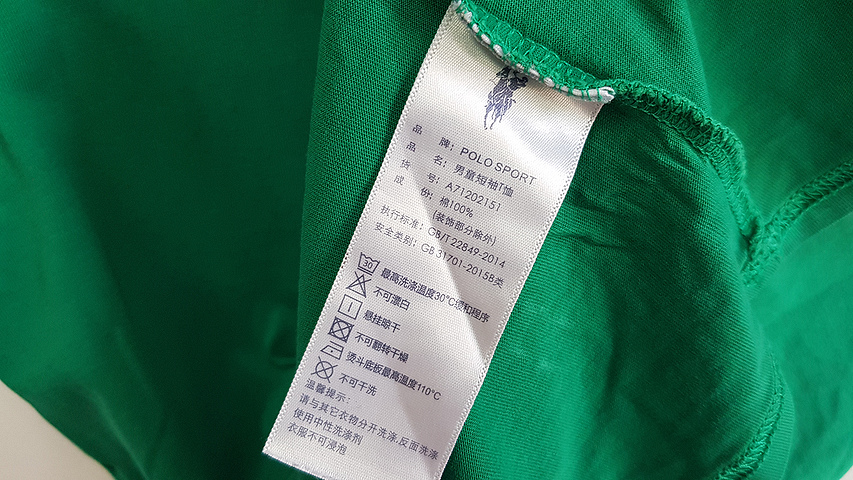 品 牌：POLO SPORT
品 名：男童短袖T恤
货 号：A71202151
成 份：棉100%
(装饰部分除外)
执行标准：GB/T 22849-2014
安全类别：GB 31701-2015B类
30 最高洗涤温度30°C缓和程序
不可漂白
悬挂晾干
不可翻转干燥
熨斗底板最高温度110°C
不可干洗
温馨提示：
请与其它衣物分开洗涤,反面洗涤
使用中性洗涤剂
衣服不可浸泡